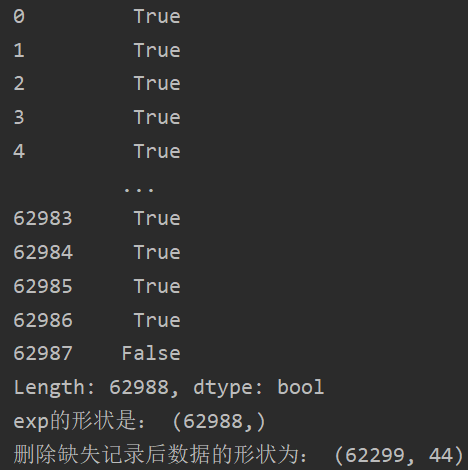 0 True
1 True
2 True
3 True
4 True
...
62983 True
62984 True
62985 True
62986 True
62987 False
Length: 62988, dtype: bool
exp的形状是： (62988,)
删除缺失记录后数据的形状为： (62299, 44)